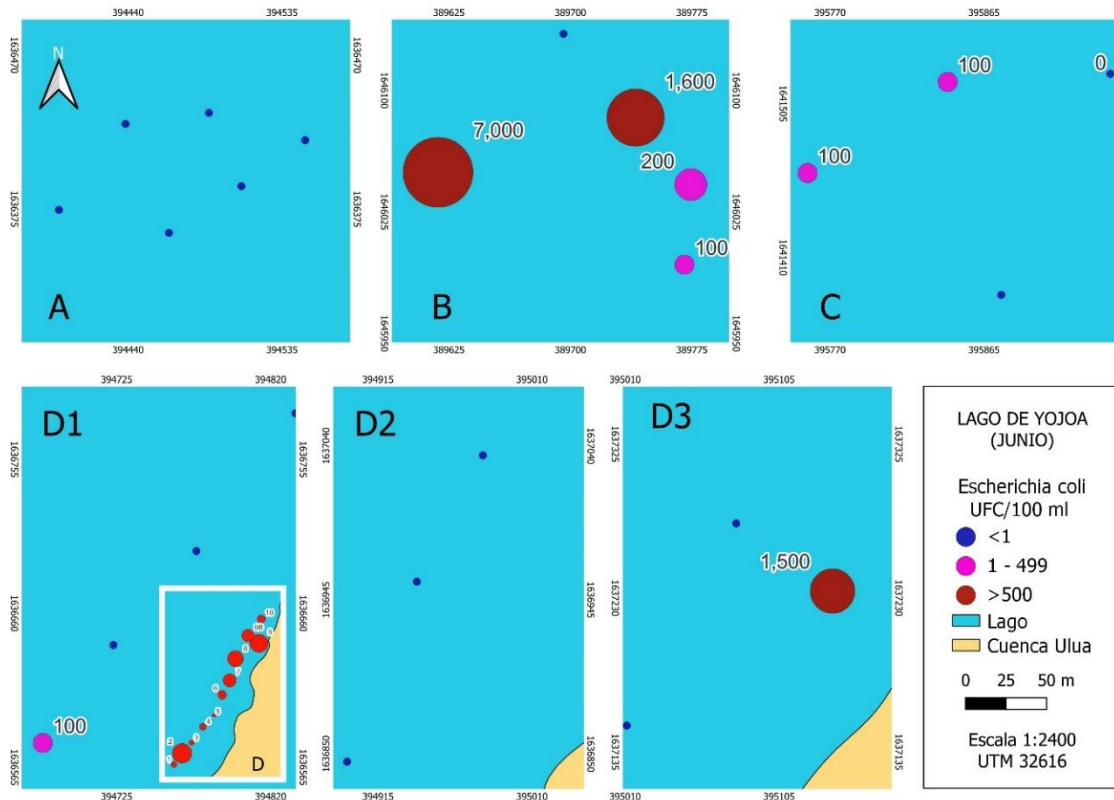 394440 394535
389625 389700 389775
395770 395865
1636470
1636375
1636470
1636375
N
A
1646100
1646025
1645950
1646100
1646025
1645950
1,600
7,000
200
100
B
1641505
1641410
100
0
100
C
394440 394535
389625 389700 389775
395770 395865
394725 394820
394915 395010
395010 395105
D1
1636755
1636660
1636565
1636755
1636660
1636565
100
10
9B
9
8
7
6
5
4
3
2
1
D
D2
1637040
1636945
1636850
1637040
1636945
1636850
D3
1637325
1637230
1637135
1637325
1637230
1637135
1,500
LAGO DE YOJOA
(JUNIO)
Escherichia coli
UFC/100 ml
<1
1 - 499
>500
Lago
Cuenca Ulua
0 25 50 m
Escala 1:2400
UTM 32616
394725 394820
394915 395010
395010 395105